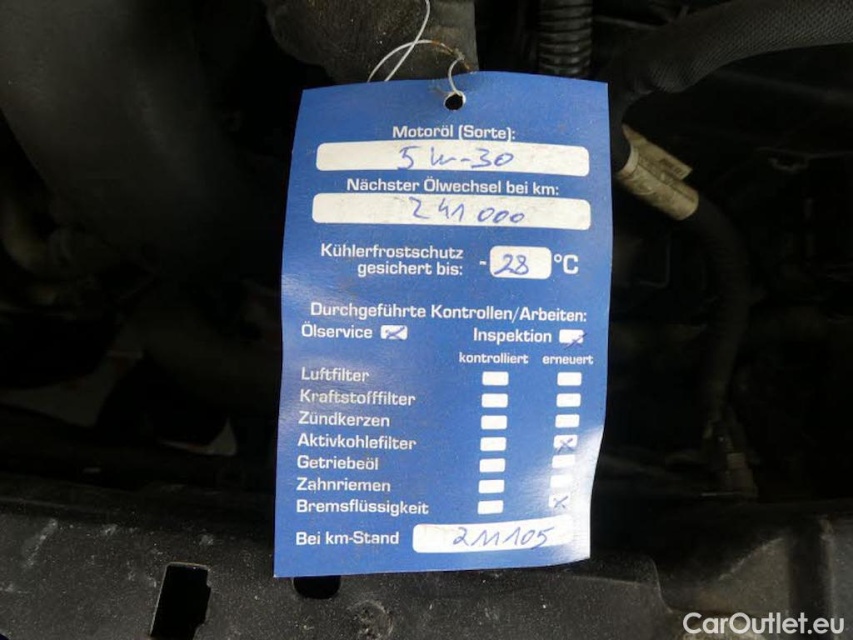 Motoröl (Sorte):
5W-30
Nächster Ölwechsel bei km:
241000
Kühlerfrostschutz
gesichert bis: -28 °C
Durchgeführte Kontrollen/Arbeiten:
Ölservice Inspektion
kontrolliert erneuert
Luftfilter
Kraftstofffilter
Zündkerzen
Aktivkohlefilter
Getriebeöl
Zahnriemen
Bremsflüssigkeit
Bei km-Stand 211105
CarOutlet.eu